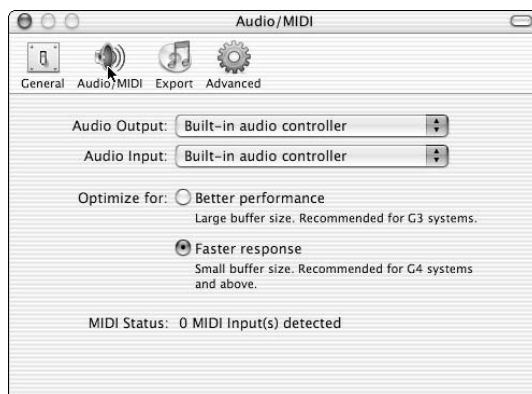 Audio/MIDI
General Audio/MIDI Export Advanced
Audio Output: Built-in audio controller
Audio Input: Built-in audio controller
Optimize for: Better performance
Large buffer size. Recommended for G3 systems.
Faster response
Small buffer size. Recommended for G4 systems
and above.
MIDI Status: 0 MIDI Input(s) detected